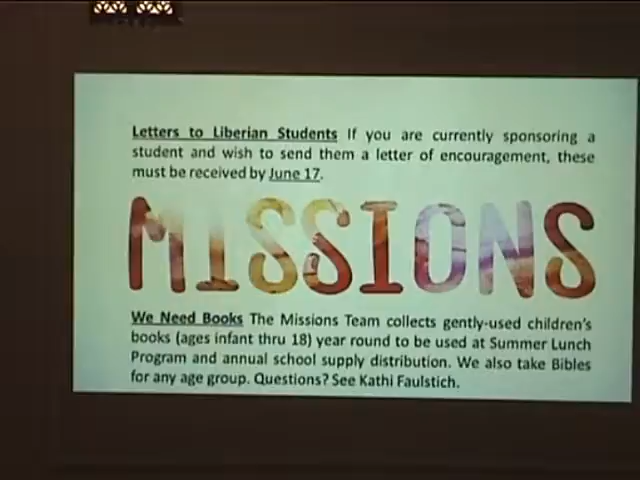 Letters to Liberian Students If you are currently sponsoring a
student and wish to send them a letter of encouragement, these
must be received by June 17.
MISSIONS
We Need Books The Missions Team collects gently-used children's
books (ages infant thru 18) year round to be used at Summer Lunch
Program and annual school supply distribution. We also take Bibles
for any age group. Questions? See Kathi Faulstich.